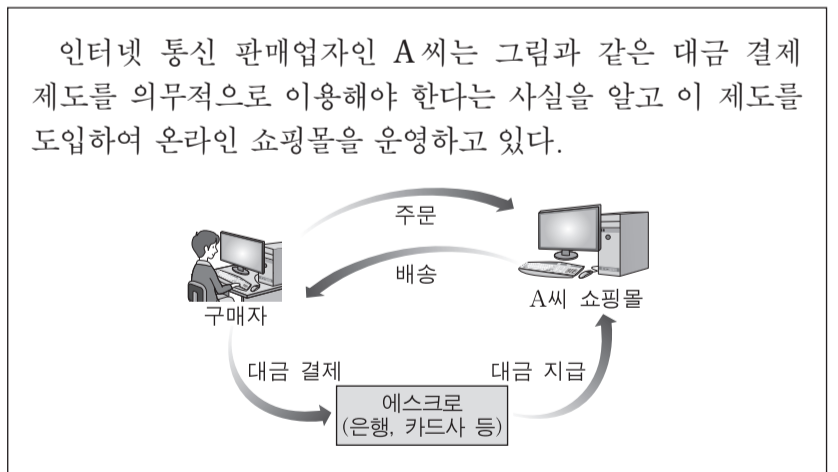 인터넷 통신 판매업자인 A씨는 그림과 같은 대금 결제
제도를 의무적으로 이용해야 한다는 사실을 알고 이 제도를
도입하여 온라인 쇼핑몰을 운영하고 있다.
주문
배송
구매자
A씨 쇼핑몰
대금 결제
대금 지급
에스크로
(은행, 카드사 등)